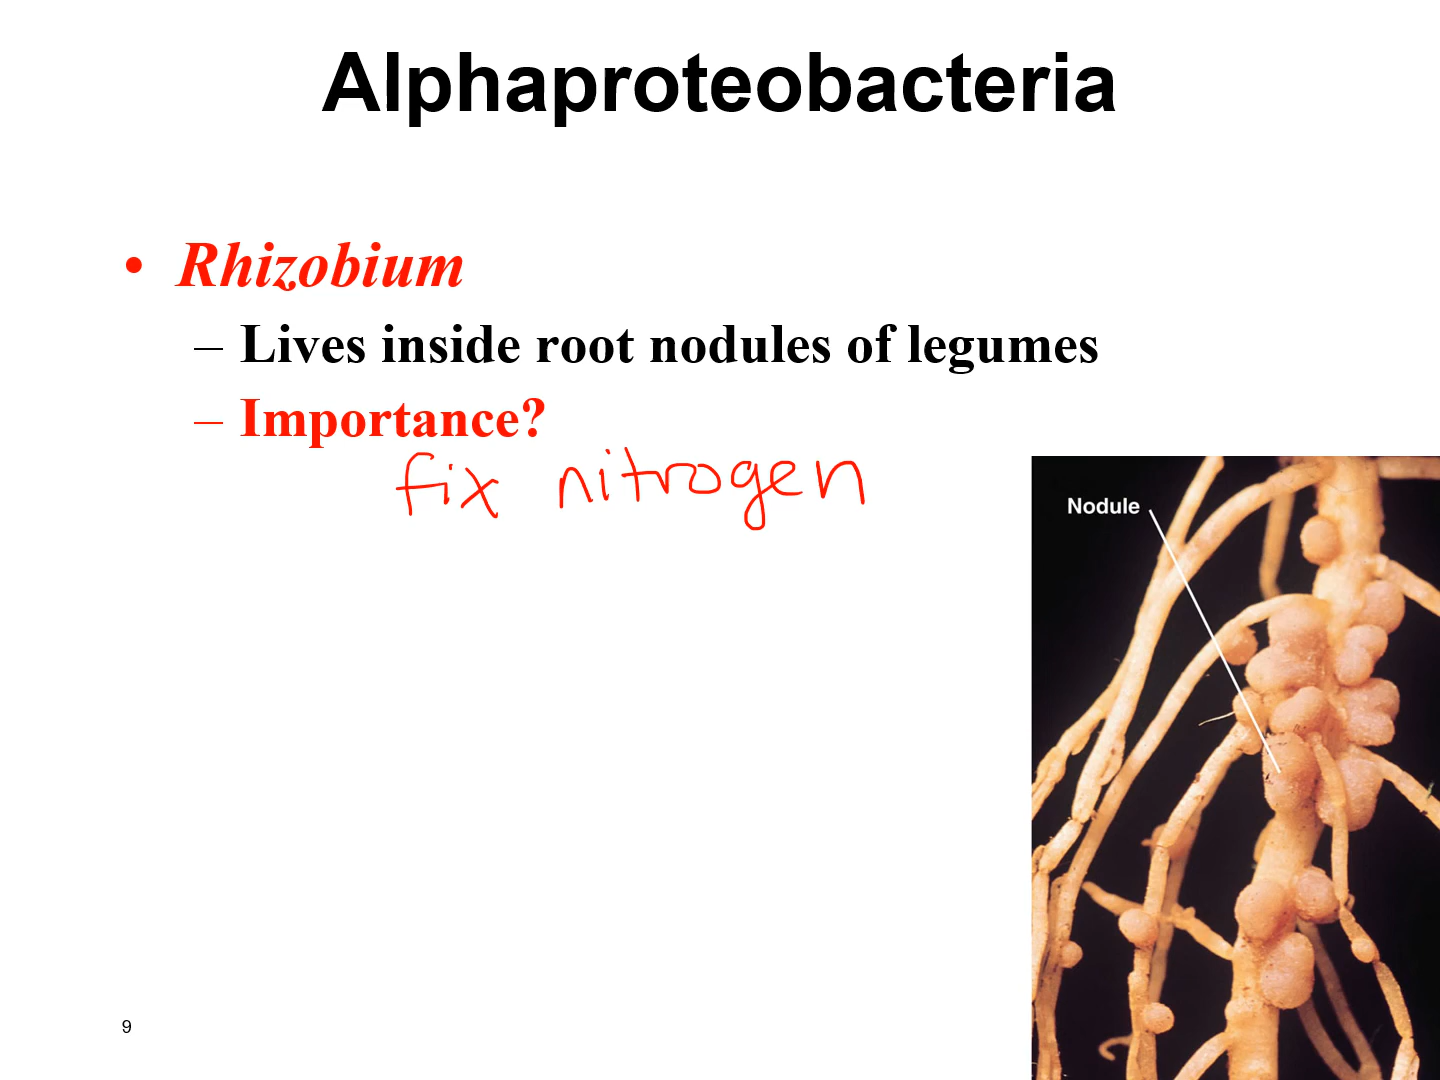 Alphaproteobacteria
• Rhizobium
– Lives inside root nodules of legumes
– Importance?
fix nitrogen
Nodule
9